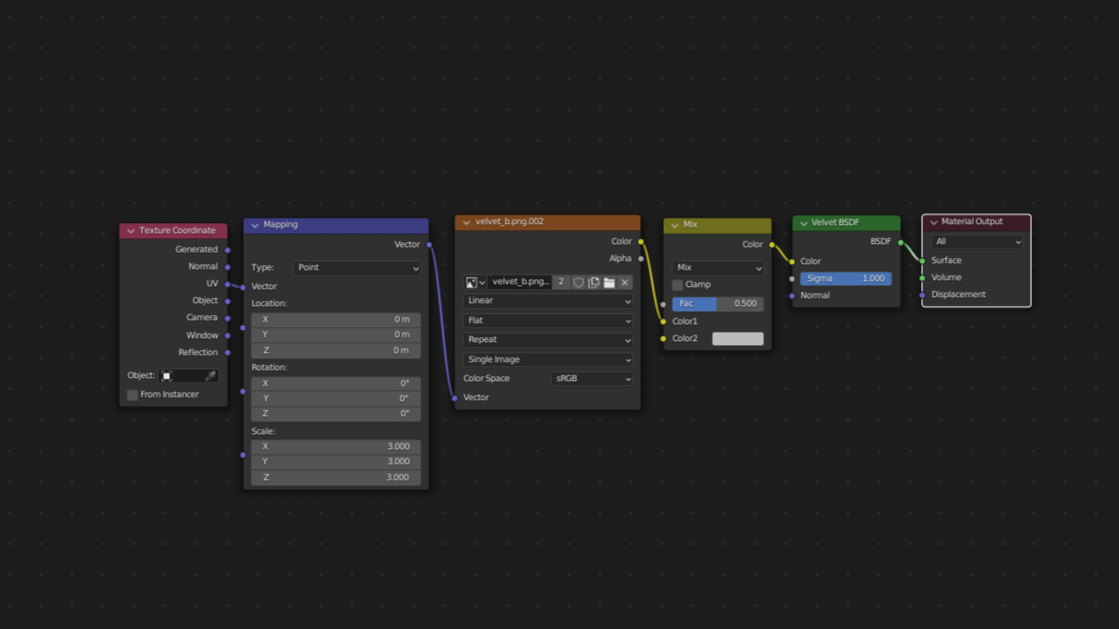 Texture Coordinate
Generated
Normal
UV
Object
Camera
Window
Reflection
Object:
From Instancer
Mapping
Vector
Type: Point
Vector
Location:
X 0 m
Y 0 m
Z 0 m
Rotation:
X 0°
Y 0°
Z 0°
Scale:
X 3.000
Y 3.000
Z 3.000
velvet_b.png.002
Color
Alpha
velvet_b.png... 2
Linear
Flat
Repeat
Single Image
Color Space sRGB
Vector
Mix
Color
Mix
Clamp
Fac 0.500
Color1
Color2
Velvet BSDF
BSDF
Color
Sigma 1.000
Normal
Material Output
All
Surface
Volume
Displacement